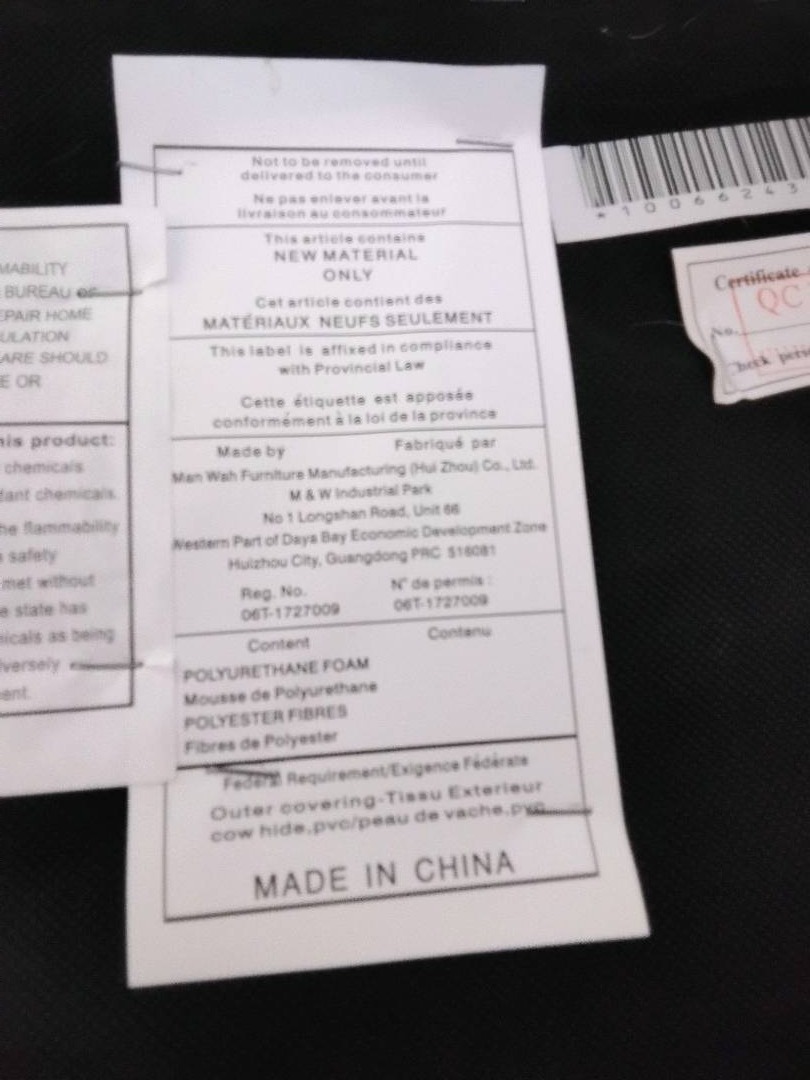 Not to be removed until
delivered to the consumer
Ne pas enlever avant la
livraison au consommateur
This article contains
NEW MATERIAL
ONLY
Cet article contient des
MATÉRIAUX NEUFS SEULEMENT
This label is affixed in compliance
with Provincial Law
Cette étiquette est apposée
conformément à la loi de la province
Made by Fabriqué par
Man Wah Furniture Manufacturing (Hui Zhou) Co., Ltd.
M & W Industrial Park
No 1 Longshan Road, Unit 66
Western Part of Daya Bay Economic Development Zone
Huizhou City, Guangdong PRC 516081
Reg. No. N° de permis :
06T-1727009 06T-1727009
Content Contenu
POLYURETHANE FOAM
Mousse de Polyurethane
POLYESTER FIBRES
Fibres de Polyester
Federal Requirement/Exigence Fédérale
Outer covering-Tissu Exterieur
cow hide,pvc/peau de vache,pvc
MADE IN CHINA
MABILITY
BUREAU OF
EPAIR HOME
ULATION
ARE SHOULD
E OR
his product:
chemicals
dant chemicals.
he flammability
safety
met without
e state has
micals as being
versely
ent.
*1006624 3
Certificate
QC
No.
heck peri